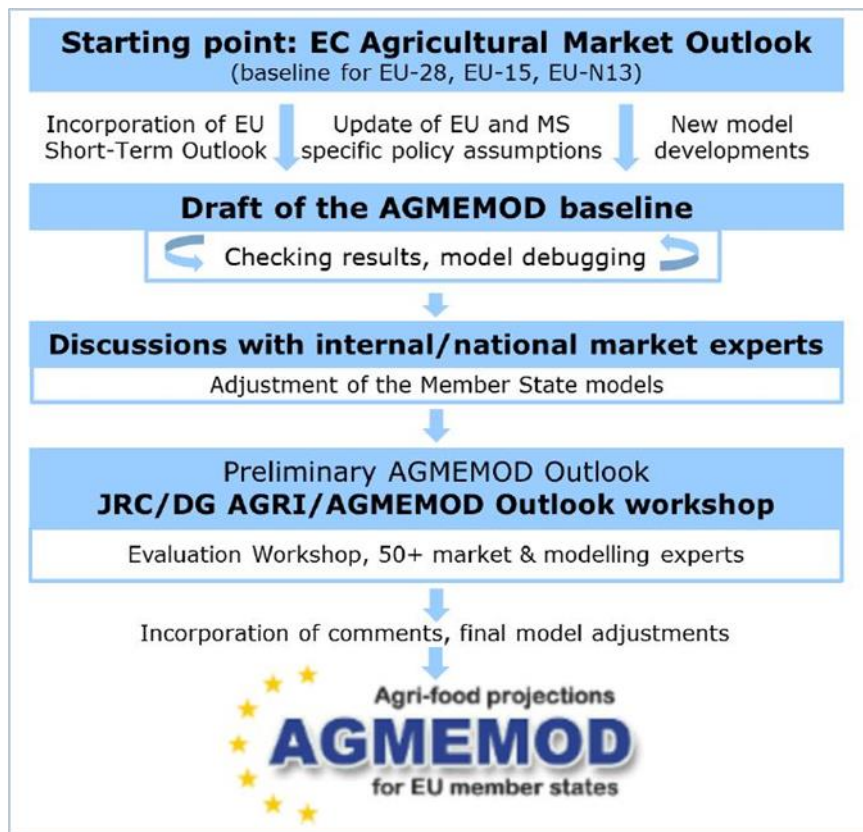 Starting point: EC Agricultural Market Outlook
(baseline for EU-28, EU-15, EU-N13)
Incorporation of EU
Short-Term Outlook
Update of EU and MS
specific policy assumptions
New model
developments
Draft of the AGMEMOD baseline
Checking results, model debugging
Discussions with internal/national market experts
Adjustment of the Member State models
Preliminary AGMEMOD Outlook
JRC/DG AGRI/AGMEMOD Outlook workshop
Evaluation Workshop, 50+ market & modelling experts
Incorporation of comments, final model adjustments
Agri-food projections
AGMEMOD
for EU member states